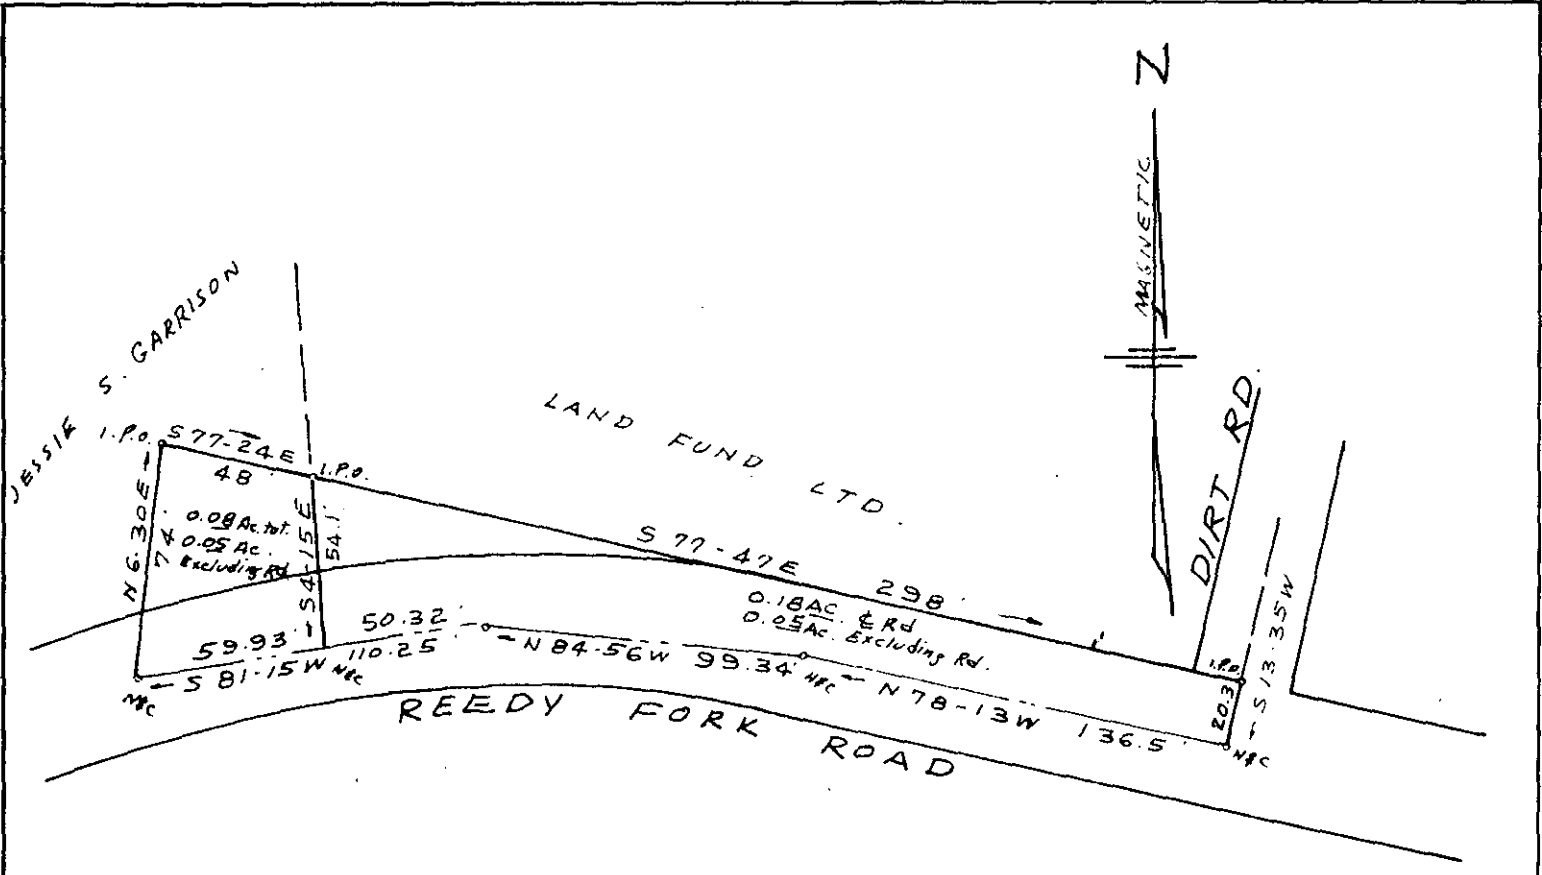 N
MAGNETIC
JESSIE S. GARRISON
LAND FUND LTD.
DIRT RD.
I.P.O.
S 77-24 E
48'
I.P.O.
N 6-30 E
74'
0.08 Ac. tot.
0.05 Ac.
Excluding Rd
S 4-15 E
54.1'
S 77-47 E
298'
0.18 AC. ₵ Rd
0.05 Ac. Excluding Rd.
I.P.O.
20.3
S 13-35 W
59.93'
50.32'
S 81-15 W
110.25
N&C
N&C
N 84-56 W
99.34'
N&C
N 78-13 W
136.5'
N&C
REEDY FORK ROAD